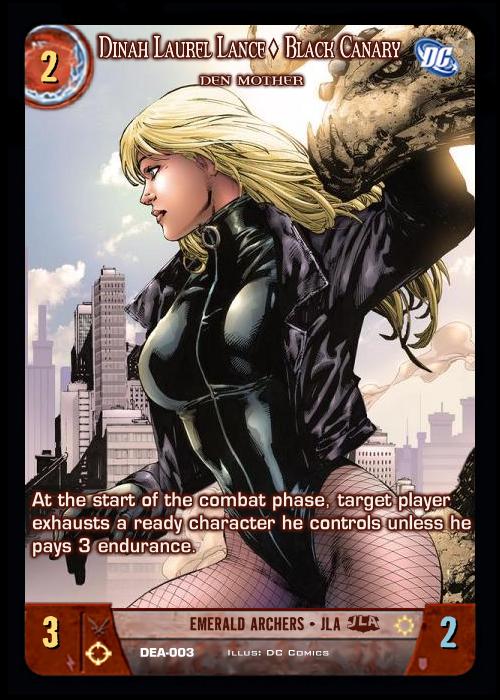 2
DINAH LAUREL LANCE ◊ BLACK CANARY
DC
DEN MOTHER
At the start of the combat phase, target player
exhausts a ready character he controls unless he
pays 3 endurance.
3
EMERALD ARCHERS • JLA JLA
2
DEA-003 ILLUS: DC COMICS